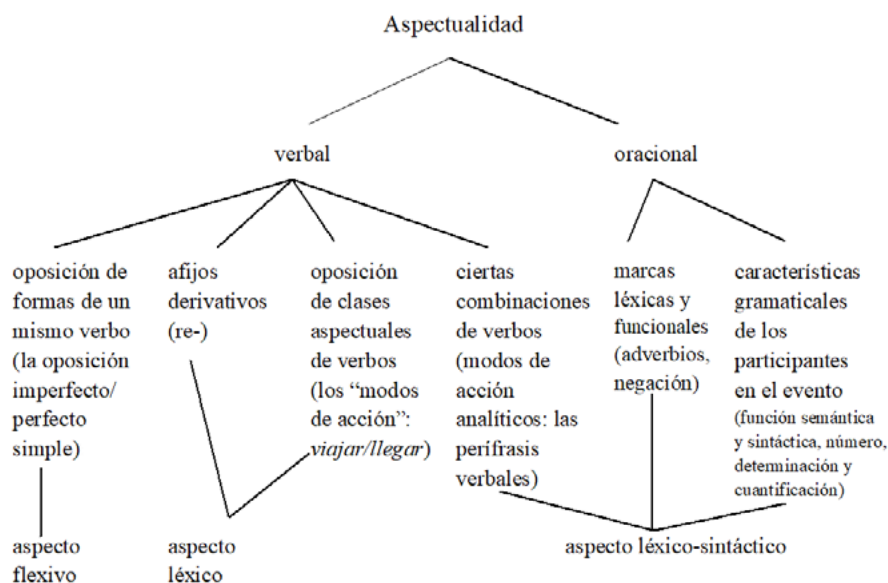 Aspectualidad
verbal
oracional
oposición de
formas de un
mismo verbo
(la oposición
imperfecto/
perfecto
simple)
afijos
derivativos
(re-)
oposición
de clases
aspectuales
de verbos
(los “modos
de acción”:
viajar/llegar)
ciertas
combinaciones
de verbos
(modos de
acción
analíticos: las
perífrasis
verbales)
marcas
léxicas y
funcionales
(adverbios,
negación)
características
gramaticales
de los
participantes
en el evento
(función semántica
y sintáctica, número,
determinación y
cuantificación)
aspecto
flexivo
aspecto
léxico
aspecto léxico-sintáctico